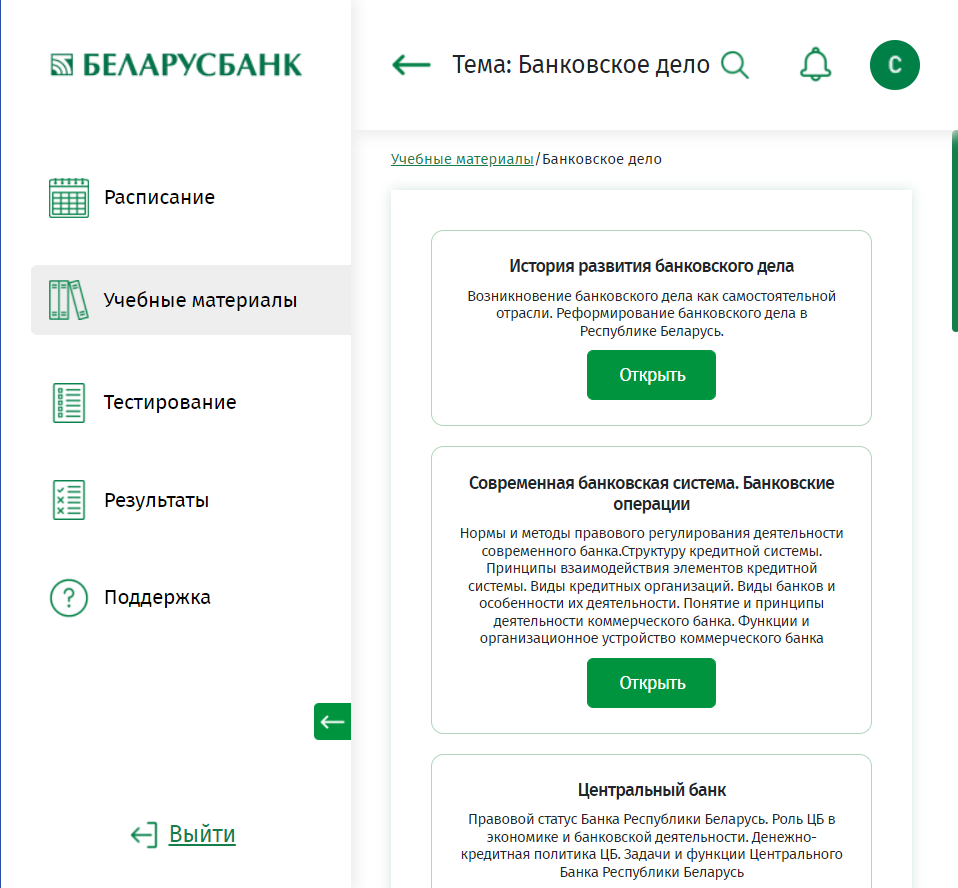 БЕЛАРУСБАНК
Расписание
Учебные материалы
Тестирование
Результаты
?
Поддержка
Выйти
Тема: Банковское дело
С
Учебные материалы/Банковское дело
История развития банковского дела
Возникновение банковского дела как самостоятельной
отрасли. Реформирование банковского дела в
Республике Беларусь.
Открыть
Современная банковская система. Банковские
операции
Нормы и методы правового регулирования деятельности
современного банка.Структуру кредитной системы.
Принципы взаимодействия элементов кредитной
системы. Виды кредитных организаций. Виды банков и
особенности их деятельности. Понятие и принципы
деятельности коммерческого банка. Функции и
организационное устройство коммерческого банка
Открыть
Центральный банк
Правовой статус Банка Республики Беларусь. Роль ЦБ в
экономике и банковской деятельности. Денежно-
кредитная политика ЦБ. Задачи и функции Центрального
Банка Республики Беларусь